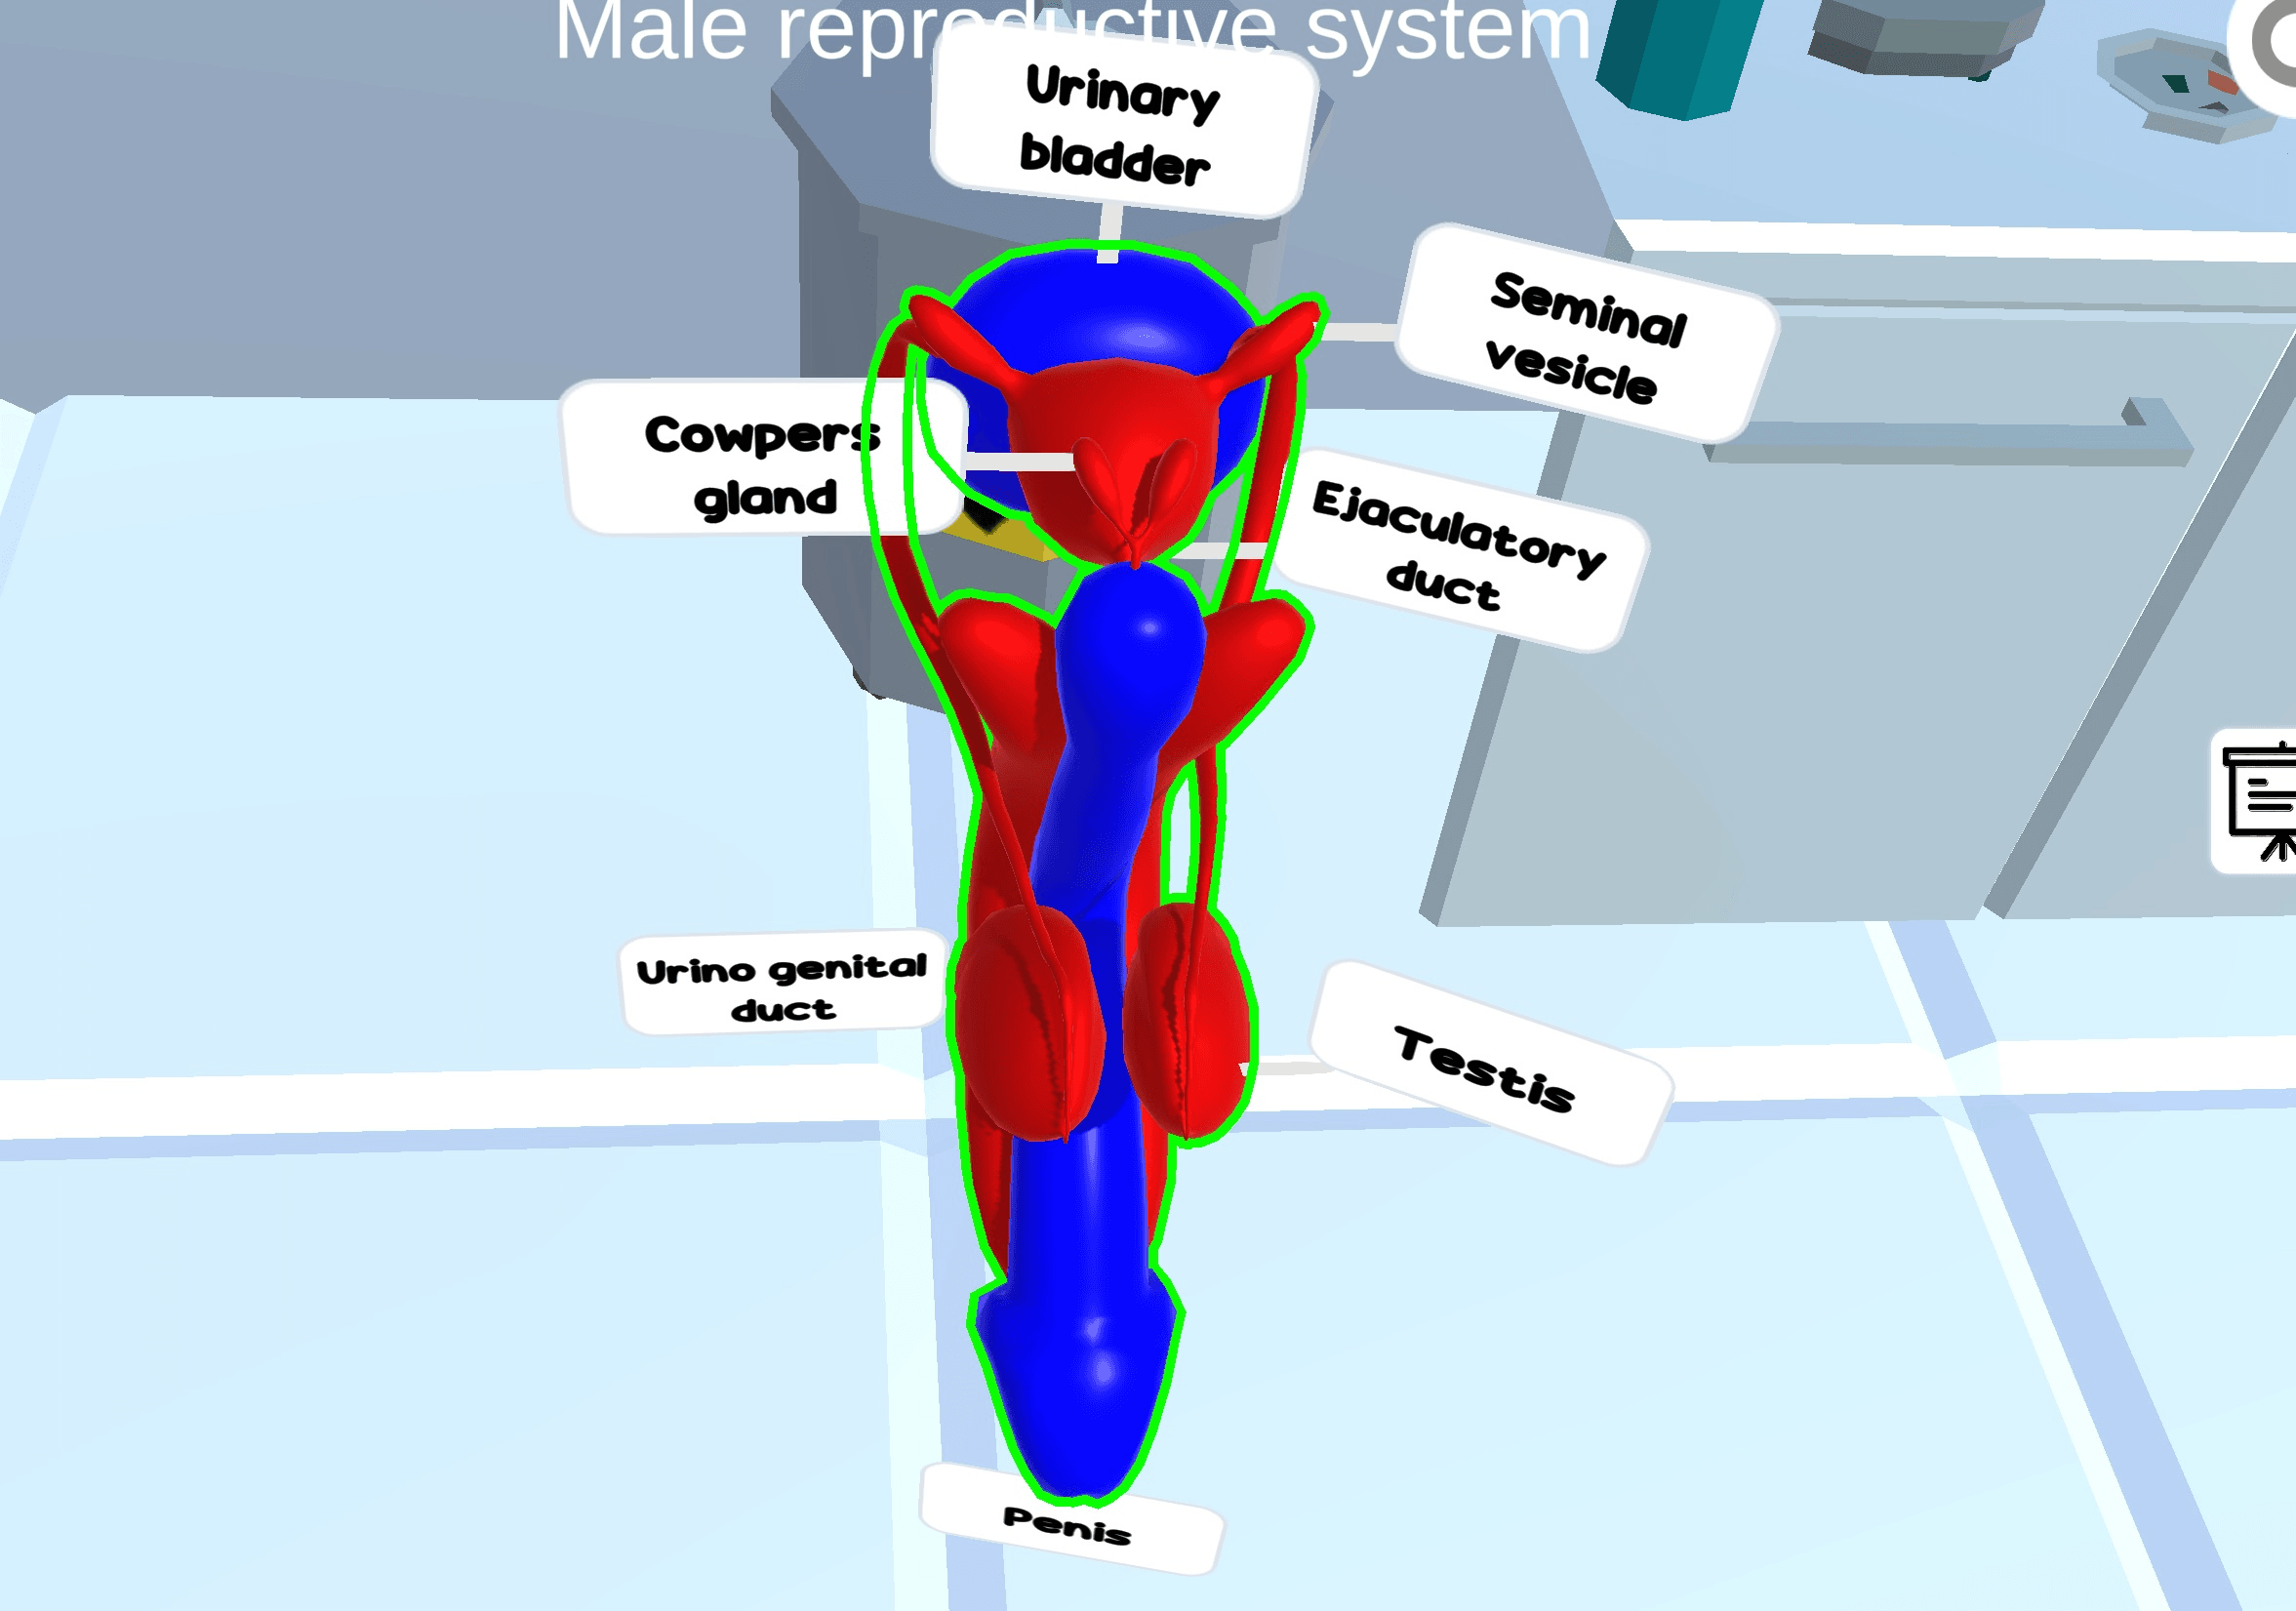 Male reproductive system
Urinary
bladder
Seminal
vesicle
Cowpers
gland
Ejaculatory
duct
Urino genital
duct
Testis
Penis